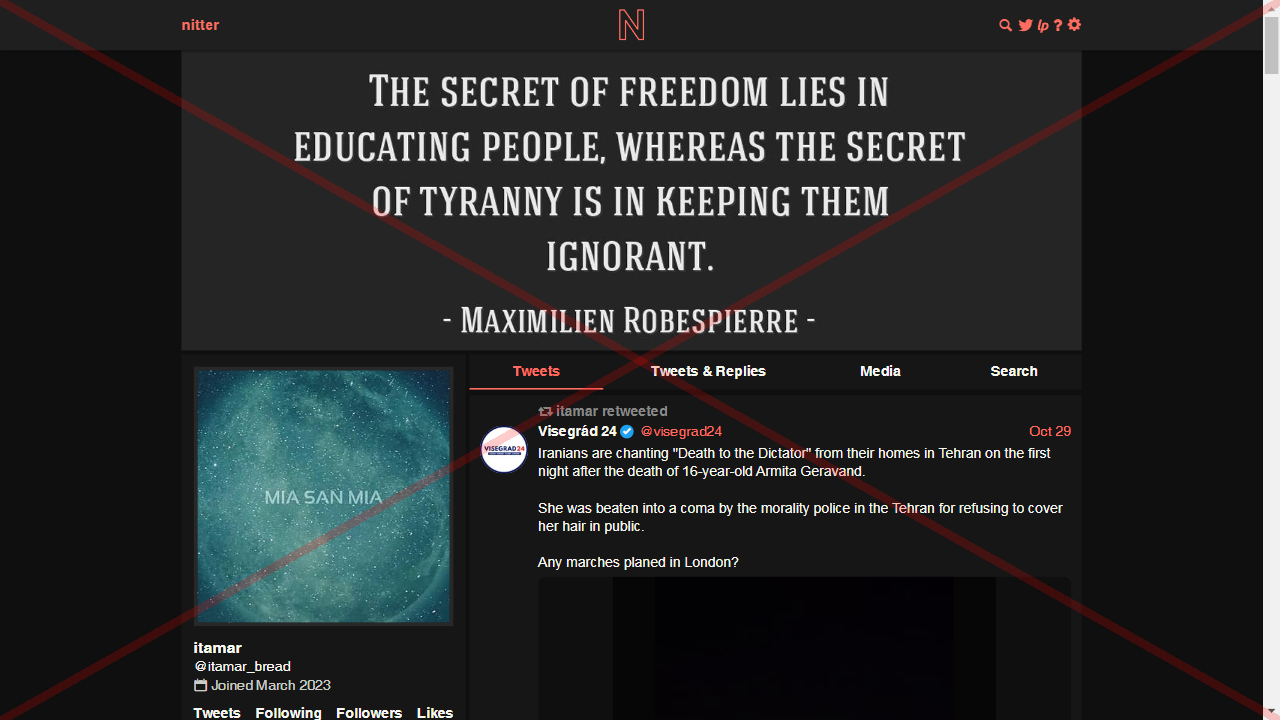 nitter
N
lp ?
THE SECRET OF FREEDOM LIES IN
EDUCATING PEOPLE, WHEREAS THE SECRET
OF TYRANNY IS IN KEEPING THEM
IGNORANT.
- MAXIMILIEN ROBESPIERRE -
Tweets Tweets & Replies Media Search
itamar retweeted
VISEGRAD24
Visegrád 24 @visegrad24 Oct 29
Iranians are chanting "Death to the Dictator" from their homes in Tehran on the first
night after the death of 16-year-old Armita Geravand.
She was beaten into a coma by the morality police in the Tehran for refusing to cover
her hair in public.
Any marches planed in London?
MIA SAN MIA
itamar
@itamar_bread
Joined March 2023
Tweets Following Followers Likes